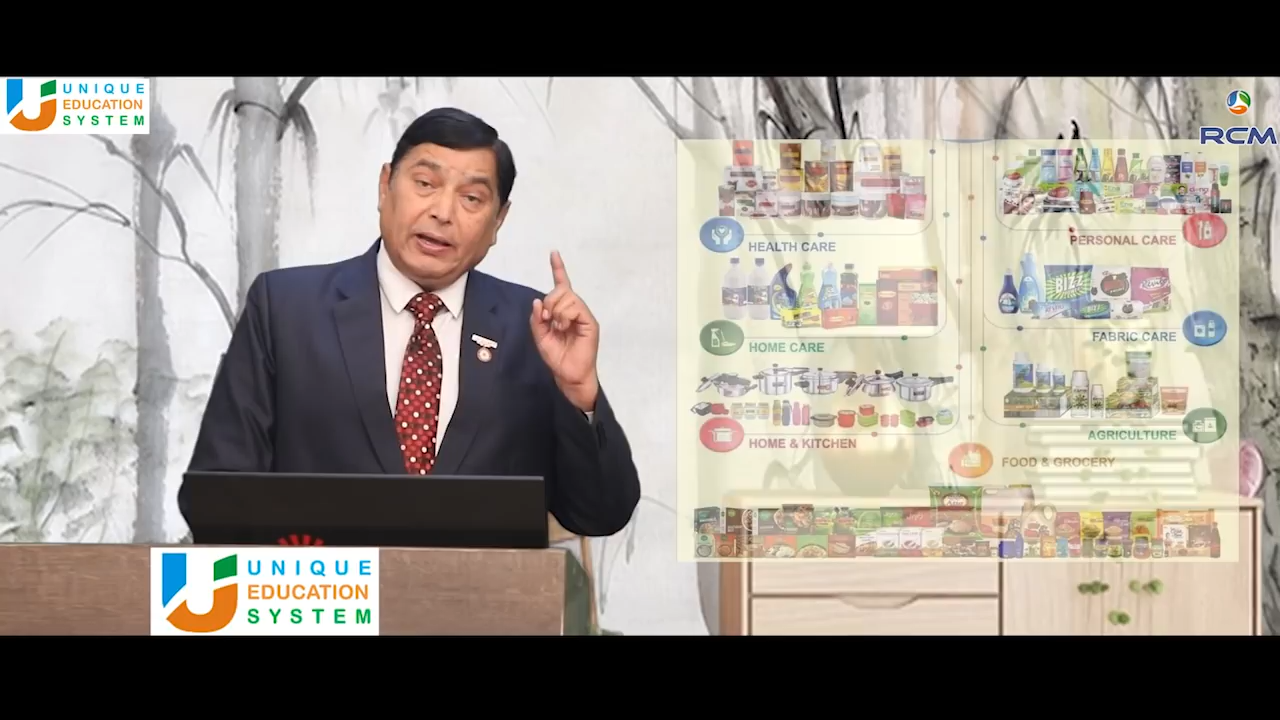 UNIQUE
EDUCATION
SYSTEM
RCM
HEALTH CARE
PERSONAL CARE
BIZZ
HOME CARE
FABRIC CARE
HOME & KITCHEN
AGRICULTURE
FOOD & GROCERY
UNIQUE
EDUCATION
SYSTEM